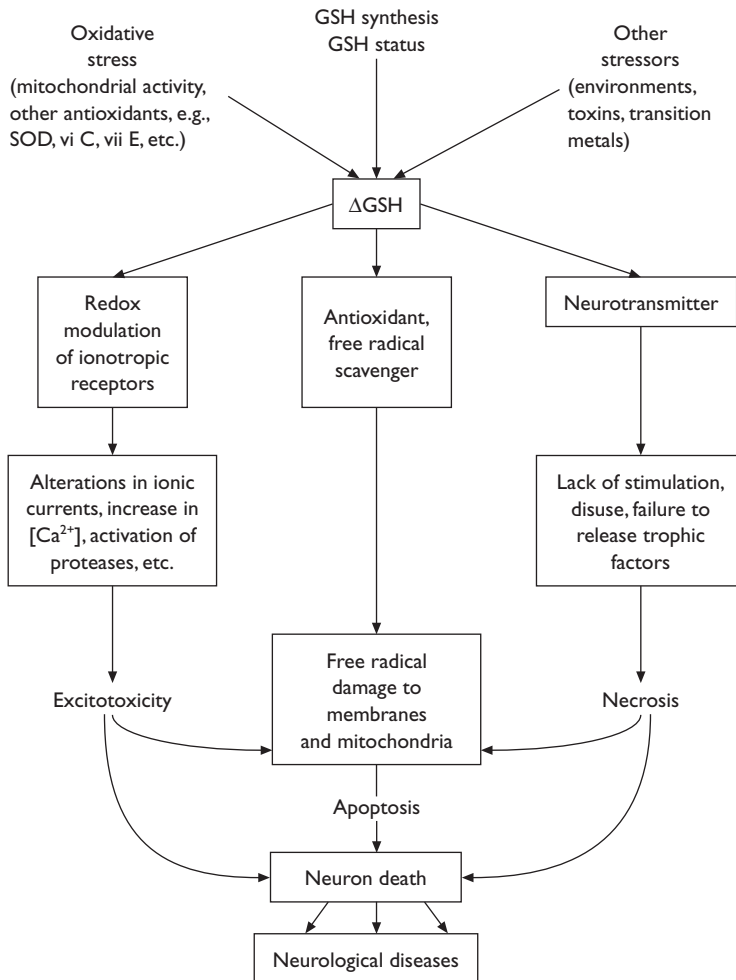 Oxidative
stress
(mitochondrial activity,
other antioxidants, e.g.,
SOD, vi C, vii E, etc.)
GSH synthesis
GSH status
Other
stressors
(environments,
toxins, transition
metals)
ΔGSH
Redox
modulation
of ionotropic
receptors
Antioxidant,
free radical
scavenger
Neurotransmitter
Alterations in ionic
currents, increase in
[Ca²⁺], activation of
proteases, etc.
Lack of stimulation,
disuse, failure to
release trophic
factors
Excitotoxicity
Free radical
damage to
membranes
and mitochondria
Necrosis
Apoptosis
Neuron death
Neurological diseases